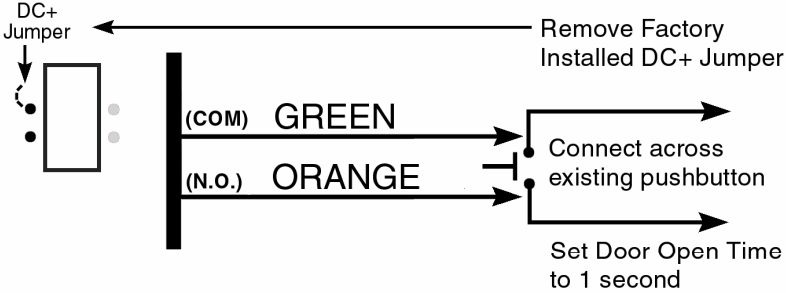 DC+
Jumper
Remove Factory
Installed DC+ Jumper
(COM) GREEN
Connect across
existing pushbutton
(N.O.) ORANGE
Set Door Open Time
to 1 second